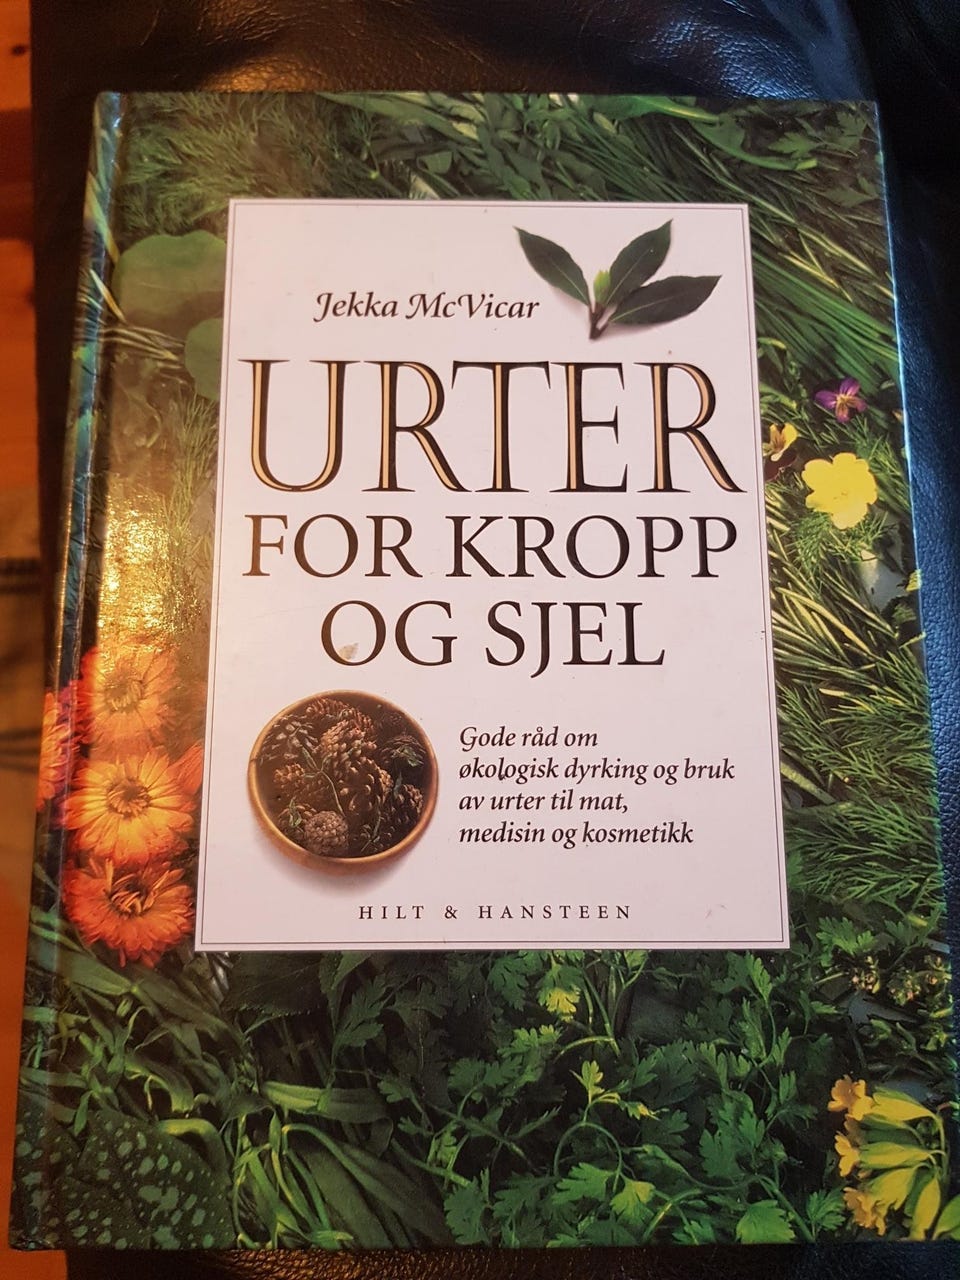 Jekka McVicar
URTER
FOR KROPP
OG SJEL
Gode råd om
økologisk dyrking og bruk
av urter til mat,
medisin og kosmetikk
HILT & HANSTEEN